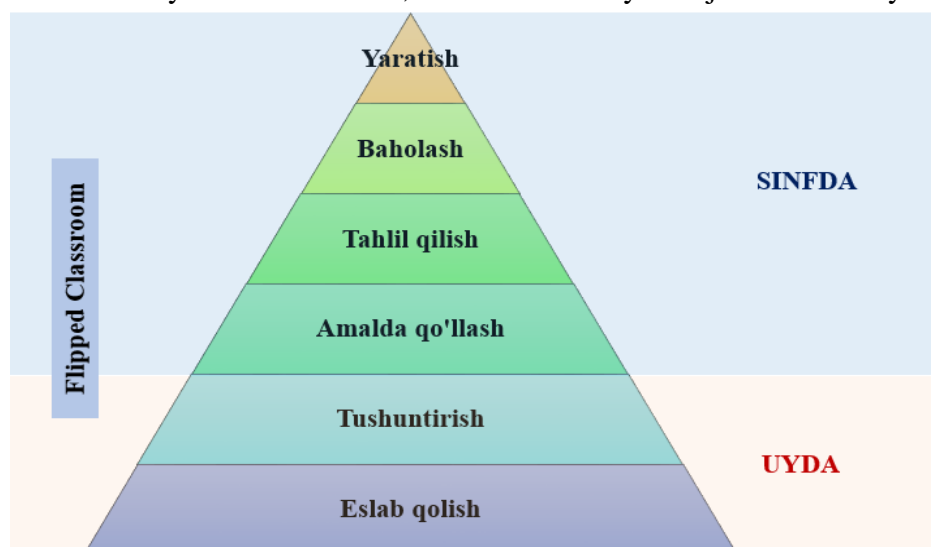 Yaratish
Baholash
SINFDA
Tahlil qilish
Flipped Classroom
Amalda qo'llash
Tushuntirish
UYDA
Eslab qolish